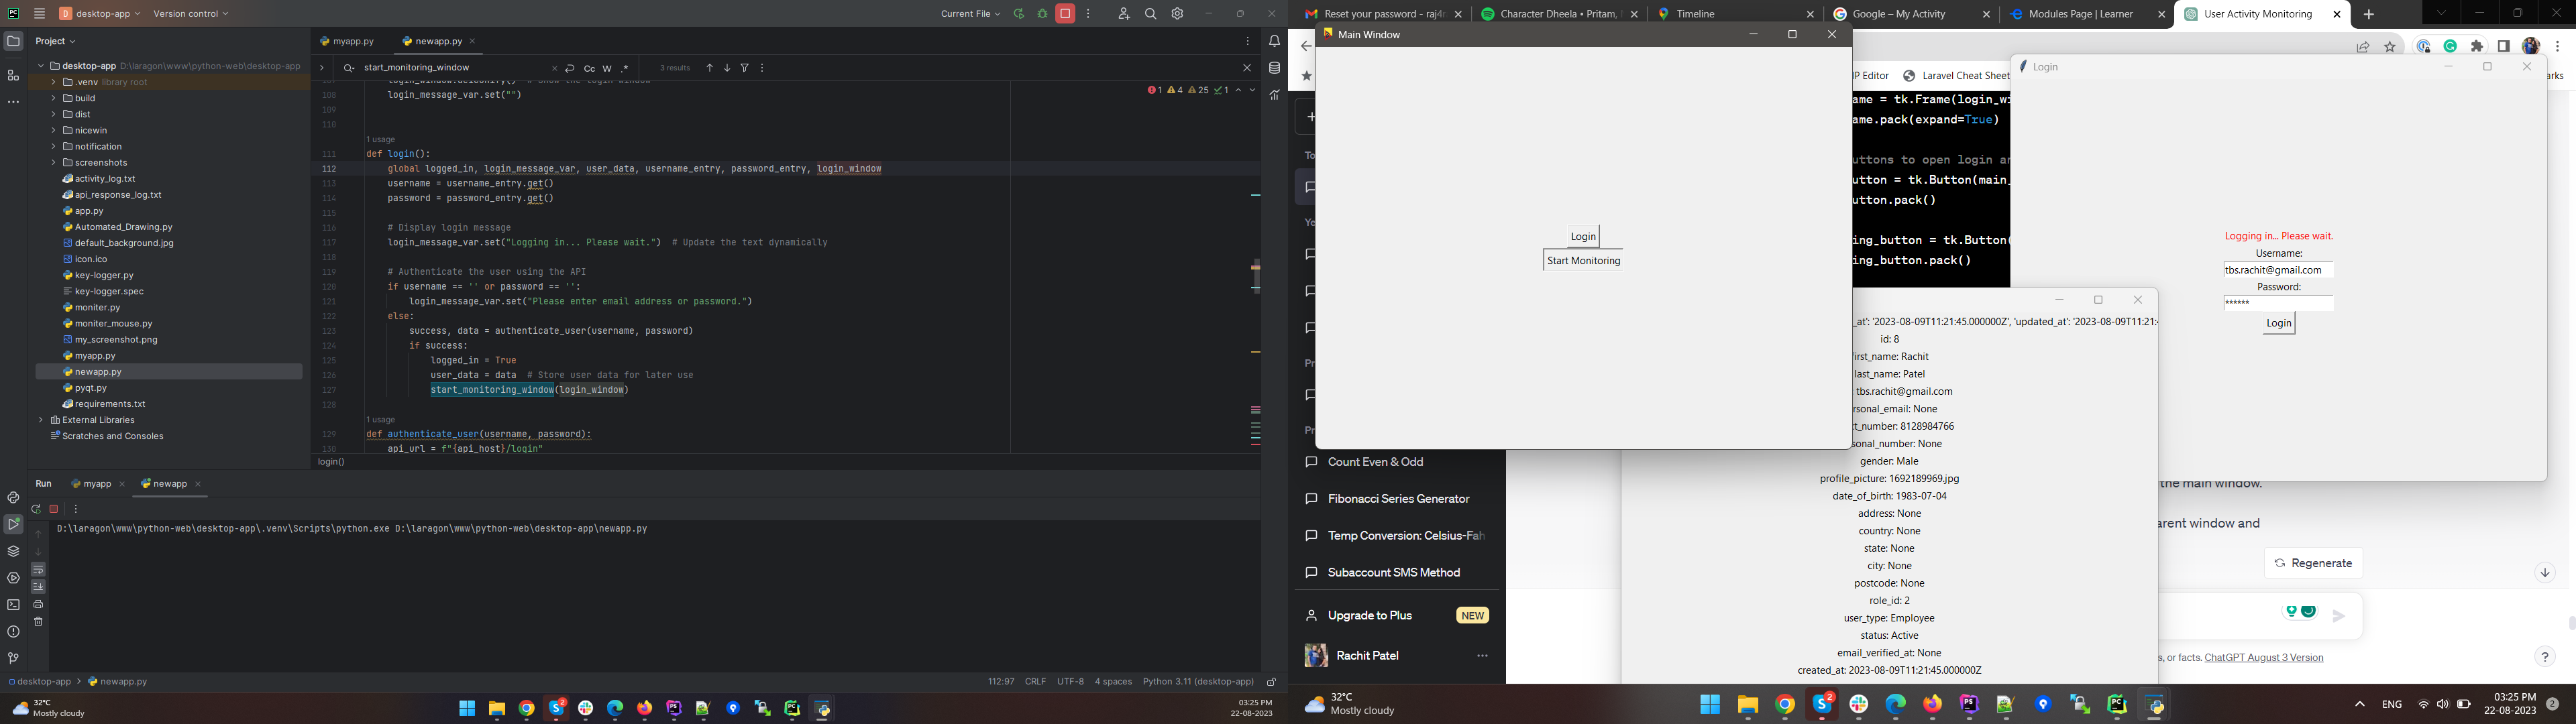 desktop-app
Version control
Current File
Project
desktop-app D:\laragon\www\python-web\desktop-app
.venv library root
build
dist
nicewin
notification
screenshots
activity_log.txt
api_response_log.txt
app.py
Automated_Drawing.py
default_background.jpg
icon.ico
key-logger.py
key-logger.spec
moniter.py
moniter_mouse.py
my_screenshot.png
myapp.py
newapp.py
pyqt.py
requirements.txt
External Libraries
Scratches and Consoles
myapp.py
newapp.py
start_monitoring_window
Cc W .*
3 results
1 4 25 1
108 login_message_var.set("")
109
110
1 usage
111 def login():
112 global logged_in, login_message_var, user_data, username_entry, password_entry, login_window
113 username = username_entry.get()
114 password = password_entry.get()
115
116 # Display login message
117 login_message_var.set("Logging in... Please wait.") # Update the text dynamically
118
119 # Authenticate the user using the API
120 if username == '' or password == '':
121 login_message_var.set("Please enter email address or password.")
122 else:
123 success, data = authenticate_user(username, password)
124 if success:
125 logged_in = True
126 user_data = data # Store user data for later use
127 start_monitoring_window(login_window)
128
1 usage
129 def authenticate_user(username, password):
130 api_url = f"{api_host}/login"
login()
Run
myapp
newapp
D:\laragon\www\python-web\desktop-app\.venv\Scripts\python.exe D:\laragon\www\python-web\desktop-app\newapp.py
desktop-app > newapp.py
112:97 CRLF UTF-8 4 spaces Python 3.11 (desktop-app)
32°C
Mostly cloudy
03:25 PM
22-08-2023
Reset your password - raj4
Character Dheela • Pritam,
Timeline
Google – My Activity
Modules Page | Learner
User Activity Monitoring
Main Window
Login
Start Monitoring
IP Editor
Laravel Cheat Sheet
arks
ame = tk.Frame(login_wi
ame.pack(expand=True)
uttons to open login an
utton = tk.Button(main_
utton.pack()
ing_button = tk.Button(
ing_button.pack()
Login
Logging in... Please wait.
Username:
tbs.rachit@gmail.com
Password:
******
Login
_at': '2023-08-09T11:21:45.000000Z', 'updated_at': '2023-08-09T11:21:4
id: 8
first_name: Rachit
last_name: Patel
tbs.rachit@gmail.com
rsonal_email: None
ct_number: 8128984766
sonal_number: None
gender: Male
profile_picture: 1692189969.jpg
date_of_birth: 1983-07-04
address: None
country: None
state: None
city: None
postcode: None
role_id: 2
user_type: Employee
status: Active
email_verified_at: None
created_at: 2023-08-09T11:21:45.000000Z
To
Ye
Pr
Pr
Count Even & Odd
Fibonacci Series Generator
Temp Conversion: Celsius-Fah
Subaccount SMS Method
Upgrade to Plus
NEW
Rachit Patel
the main window.
arent window and
Regenerate
s, or facts. ChatGPT August 3 Version
?
32°C
Mostly cloudy
ENG
03:25 PM
22-08-2023
2